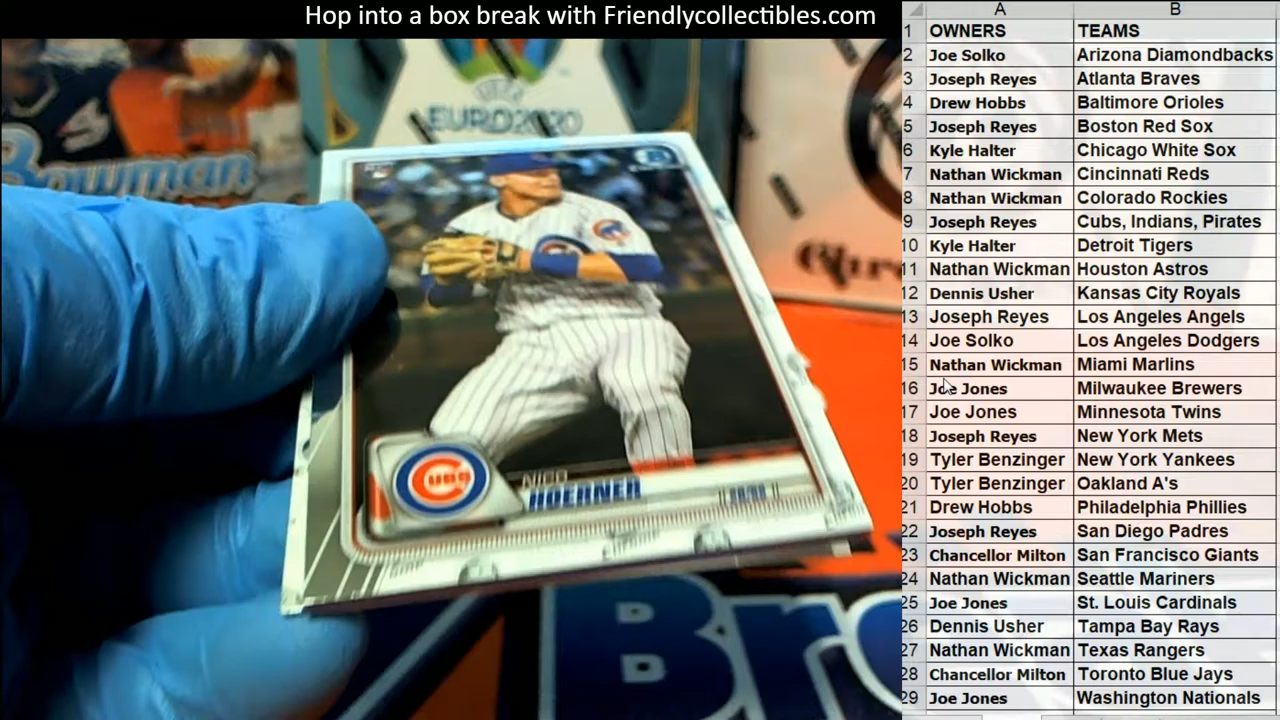 Hop into a box break with Friendlycollectibles.com
A B
1 OWNERS TEAMS
2 Joe Solko Arizona Diamondbacks
3 Joseph Reyes Atlanta Braves
4 Drew Hobbs Baltimore Orioles
5 Joseph Reyes Boston Red Sox
6 Kyle Halter Chicago White Sox
7 Nathan Wickman Cincinnati Reds
8 Nathan Wickman Colorado Rockies
9 Joseph Reyes Cubs, Indians, Pirates
10 Kyle Halter Detroit Tigers
11 Nathan Wickman Houston Astros
12 Dennis Usher Kansas City Royals
13 Joseph Reyes Los Angeles Angels
14 Joe Solko Los Angeles Dodgers
15 Nathan Wickman Miami Marlins
16 Joe Jones Milwaukee Brewers
17 Joe Jones Minnesota Twins
18 Joseph Reyes New York Mets
19 Tyler Benzinger New York Yankees
20 Tyler Benzinger Oakland A's
21 Drew Hobbs Philadelphia Phillies
22 Joseph Reyes San Diego Padres
23 Chancellor Milton San Francisco Giants
24 Nathan Wickman Seattle Mariners
25 Joe Jones St. Louis Cardinals
26 Dennis Usher Tampa Bay Rays
27 Nathan Wickman Texas Rangers
28 Chancellor Milton Toronto Blue Jays
29 Joe Jones Washington Nationals
UEFA
EURO2020
Bowman
CUBS
NICO
HOERNER
Bre